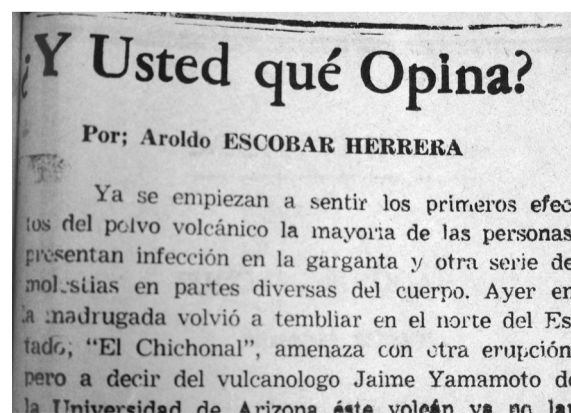 ¿Y Usted qué Opina?
Por; Aroldo ESCOBAR HERRERA
Ya se empiezan a sentir los primeros efec
tos del polvo volcánico la mayoria de las personas
presentan infección en la garganta y otra serie de
molestias en partes diversas del cuerpo. Ayer en
la madrugada volvió a tembliar en el norte del Es
tado; "El Chichonal", amenaza con otra erupción
pero a decir del vulcanologo Jaime Yamamoto de
la Universidad de Arizona éste volcán ya no